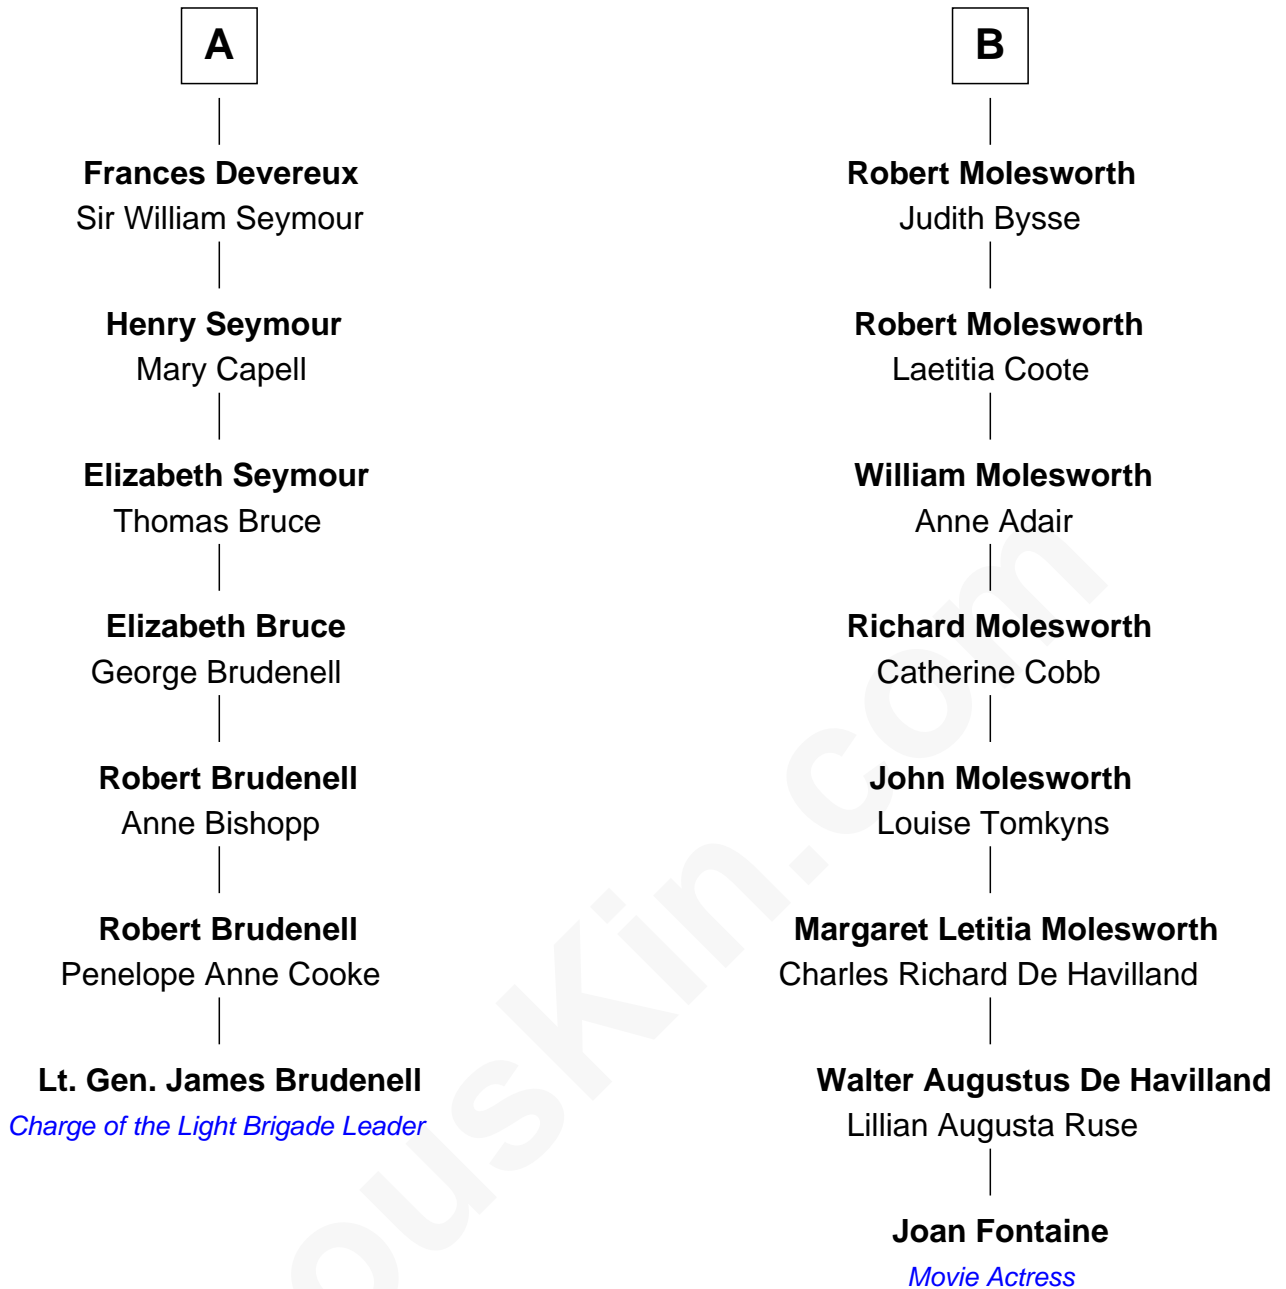 A
Frances Devereux
Sir William Seymour
Henry Seymour
Mary Capell
Elizabeth Seymour
Thomas Bruce
Elizabeth Bruce
George Brudenell
Robert Brudenell
Anne Bishopp
Robert Brudenell
Penelope Anne Cooke
Lt. Gen. James Brudenell
Charge of the Light Brigade Leader
B
Robert Molesworth
Judith Bysse
Robert Molesworth
Laetitia Coote
William Molesworth
Anne Adair
Richard Molesworth
Catherine Cobb
John Molesworth
Louise Tomkyns
Margaret Letitia Molesworth
Charles Richard De Havilland
Walter Augustus De Havilland
Lillian Augusta Ruse
Joan Fontaine
Movie Actress
ousKin.com